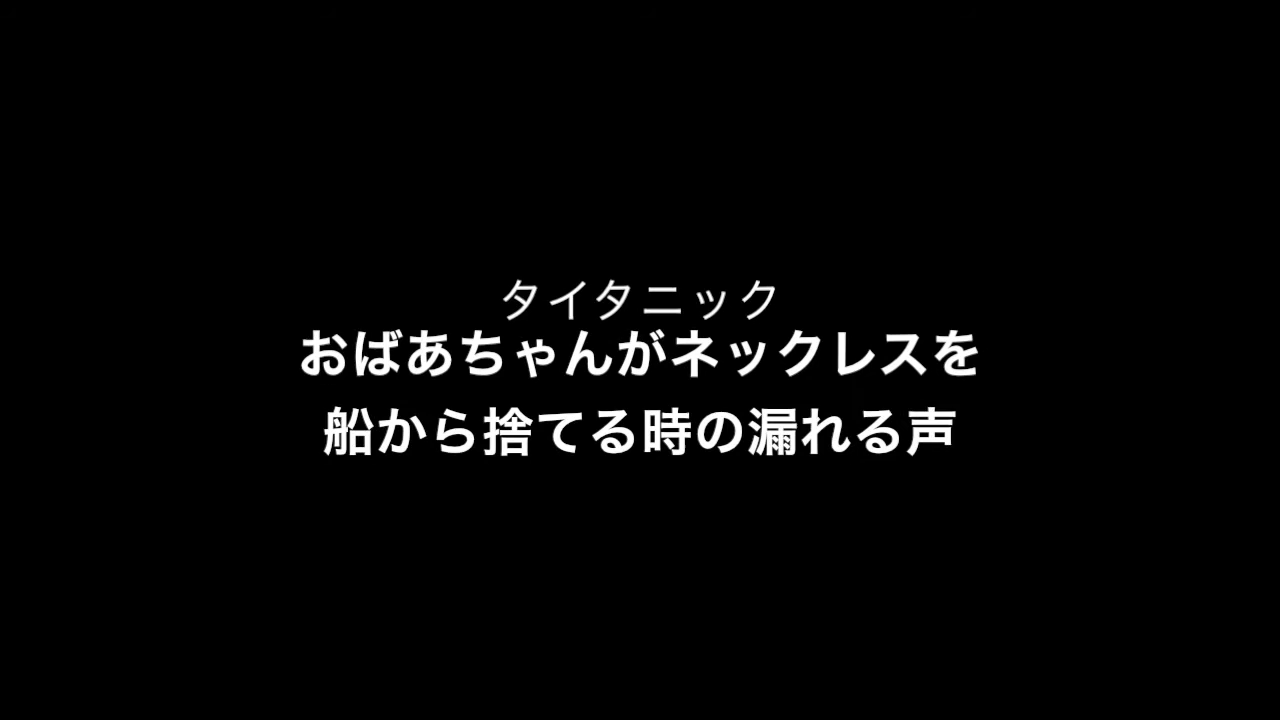 タイタニック
おばあちゃんがネックレスを
船から捨てる時の漏れる声